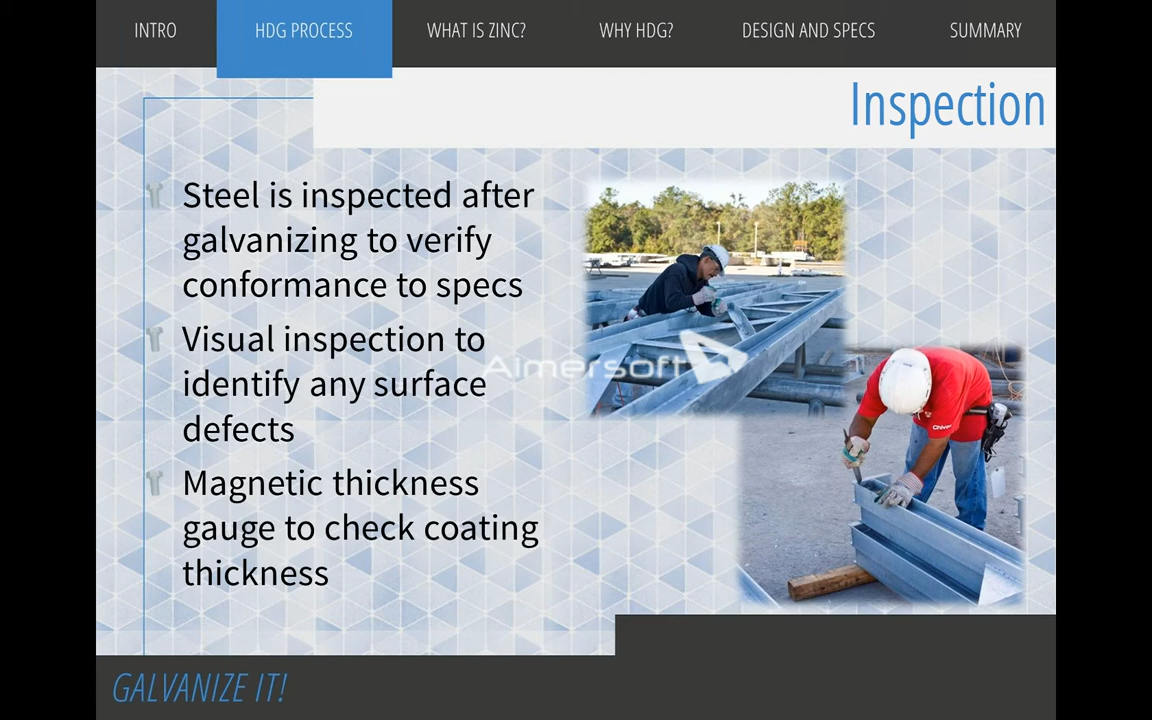 INTRO HDG PROCESS WHAT IS ZINC? WHY HDG? DESIGN AND SPECS SUMMARY
Inspection
Steel is inspected after
galvanizing to verify
conformance to specs
Visual inspection to
identify any surface
defects
Magnetic thickness
gauge to check coating
thickness
Aimersoft
Chiver
GALVANIZE IT!